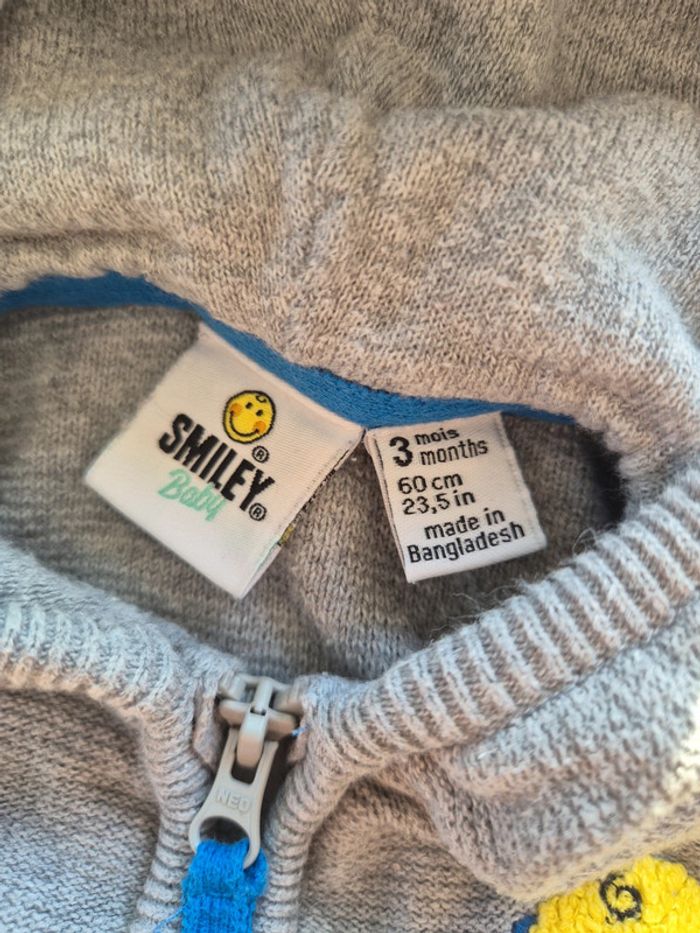 SMILEY®
Baby®
3 mois
months
60 cm
23,5 in
made in
Bangladesh
NEO